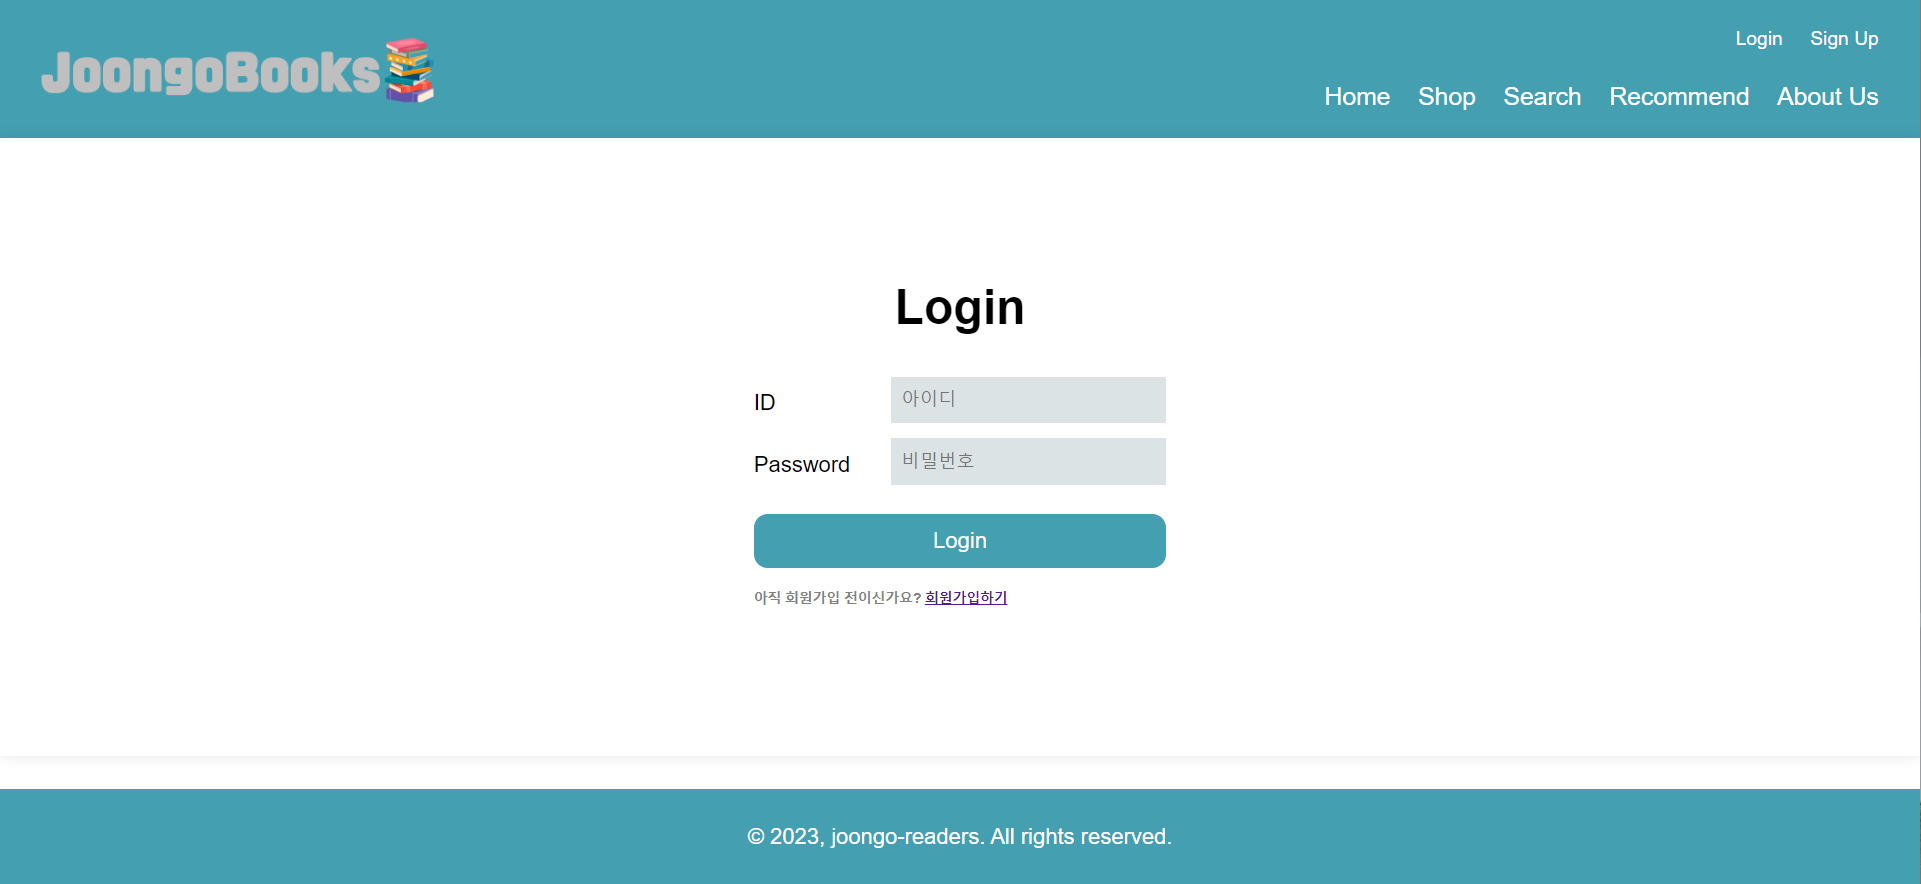 JoongoBooks
Login Sign Up
Home Shop Search Recommend About Us
Login
ID 아이디
Password 비밀번호
Login
아직 회원가입 전이신가요? 회원가입하기
© 2023, joongo-readers. All rights reserved.